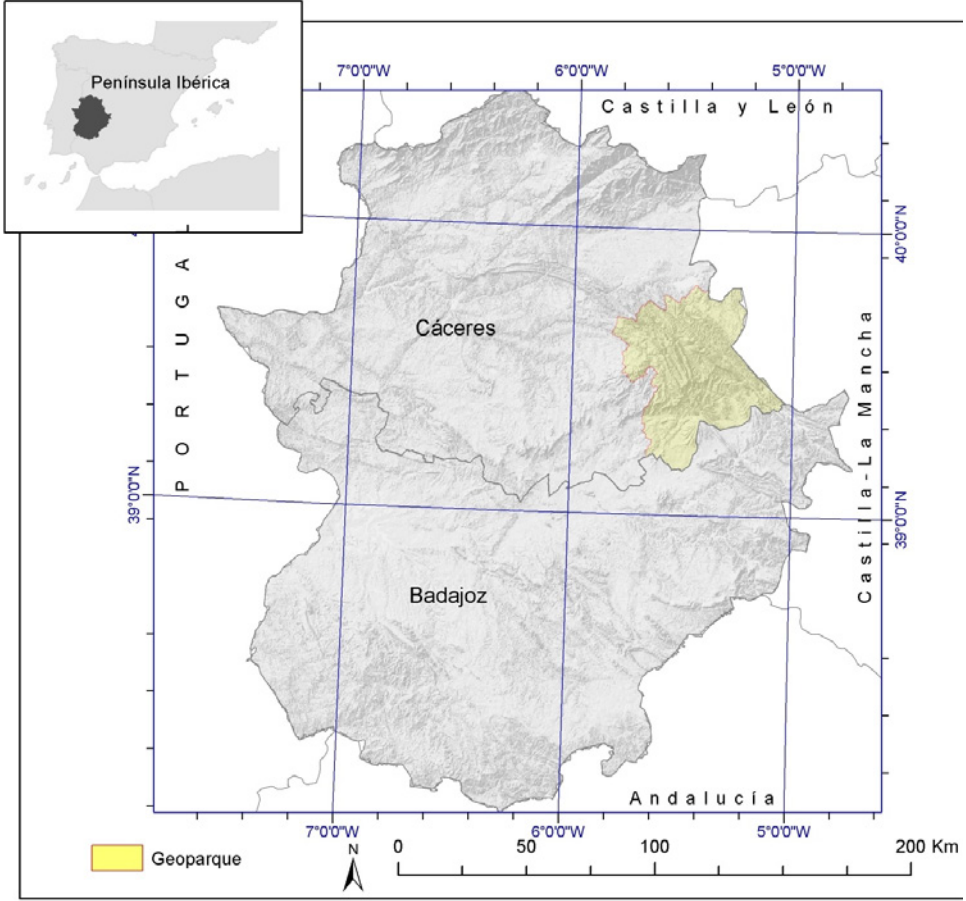 Península Ibérica
7°0'0"W
6°0'0"W
5°0'0"W
Castilla y León
40°0'0"N
PORTUGA
Cáceres
Castilla-La Mancha
39°0'0"N
39°0'0"N
Badajoz
Andalucía
7°0'0"W
6°0'0"W
5°0'0"W
Geoparque
N
0
50
100
200 Km